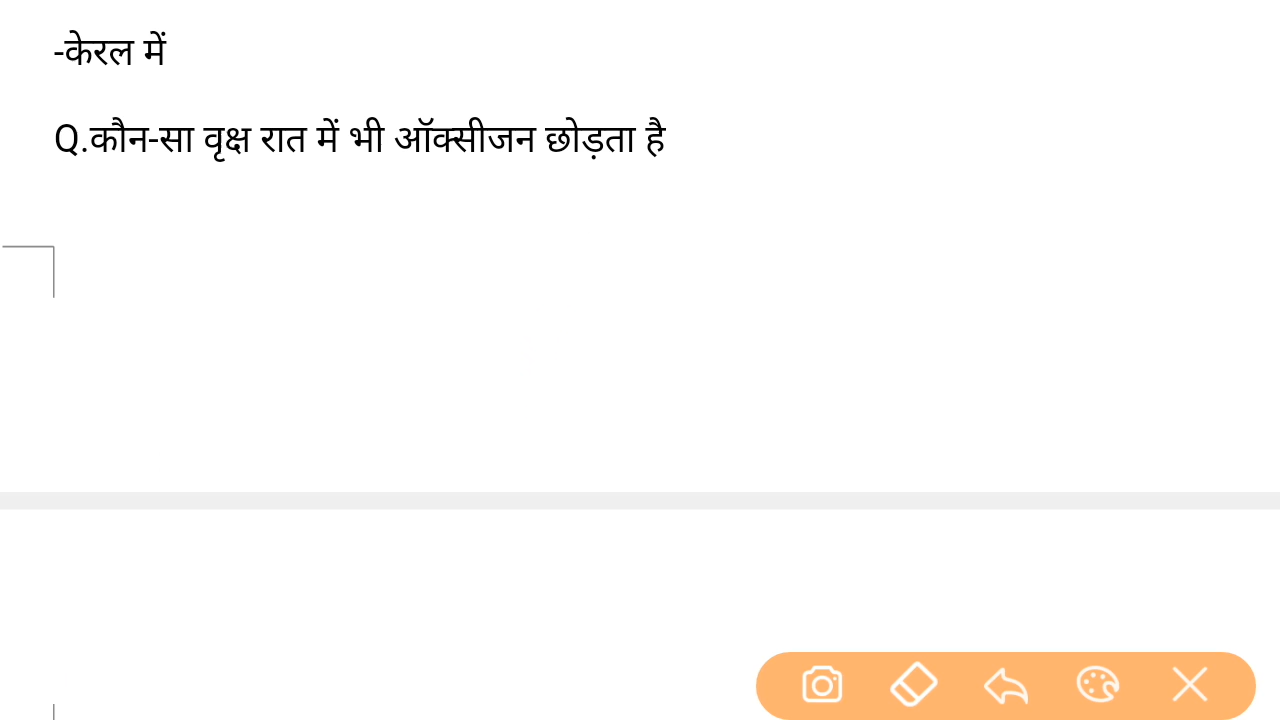 -केरल में
Q.कौन-सा वृक्ष रात में भी ऑक्सीजन छोड़ता है